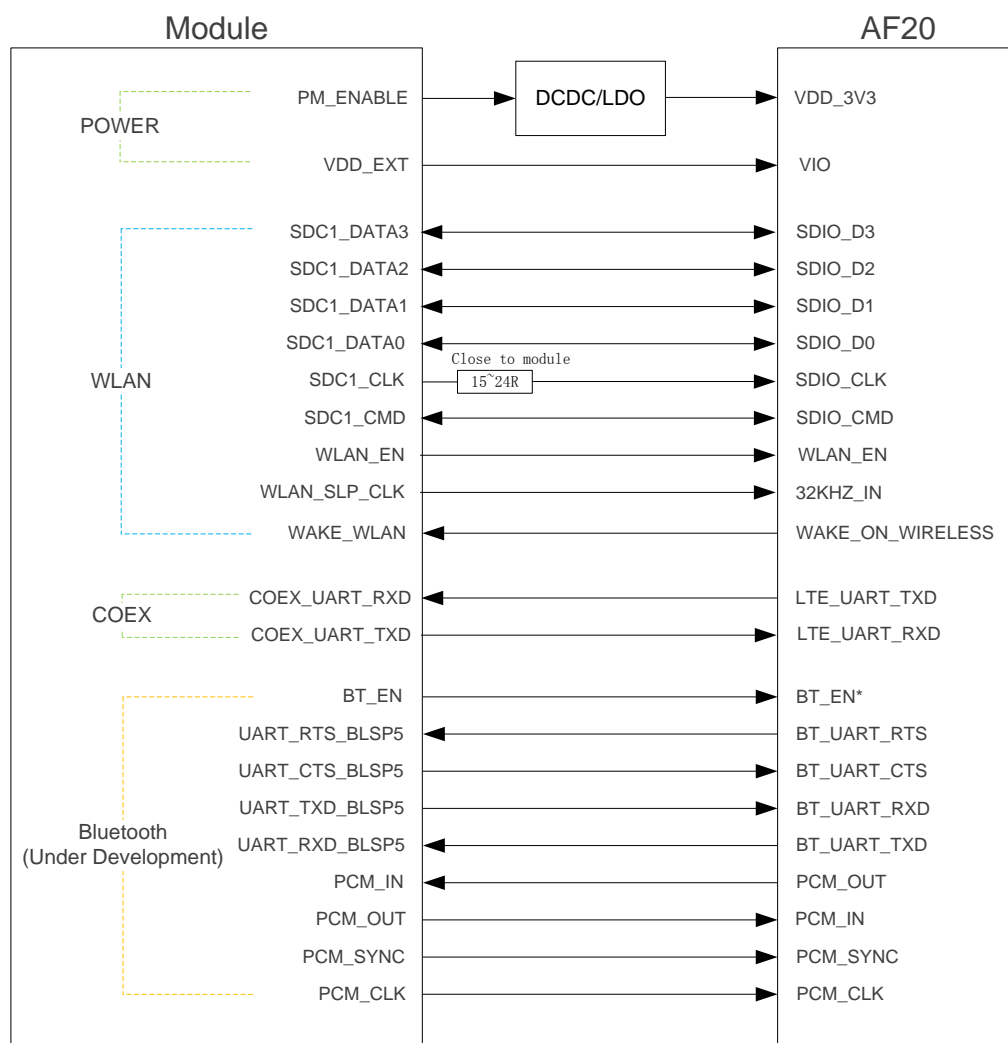 Module AF20
PM_ENABLE DCDC/LDO VDD_3V3
POWER
VDD_EXT VIO
SDC1_DATA3 SDIO_D3
SDC1_DATA2 SDIO_D2
SDC1_DATA1 SDIO_D1
SDC1_DATA0 SDIO_D0
Close to module
WLAN SDC1_CLK 15~24R SDIO_CLK
SDC1_CMD SDIO_CMD
WLAN_EN WLAN_EN
WLAN_SLP_CLK 32KHZ_IN
WAKE_WLAN WAKE_ON_WIRELESS
COEX_UART_RXD LTE_UART_TXD
COEX
COEX_UART_TXD LTE_UART_RXD
BT_EN BT_EN*
UART_RTS_BLSP5 BT_UART_RTS
UART_CTS_BLSP5 BT_UART_CTS
UART_TXD_BLSP5 BT_UART_RXD
Bluetooth
(Under Development) UART_RXD_BLSP5 BT_UART_TXD
PCM_IN PCM_OUT
PCM_OUT PCM_IN
PCM_SYNC PCM_SYNC
PCM_CLK PCM_CLK